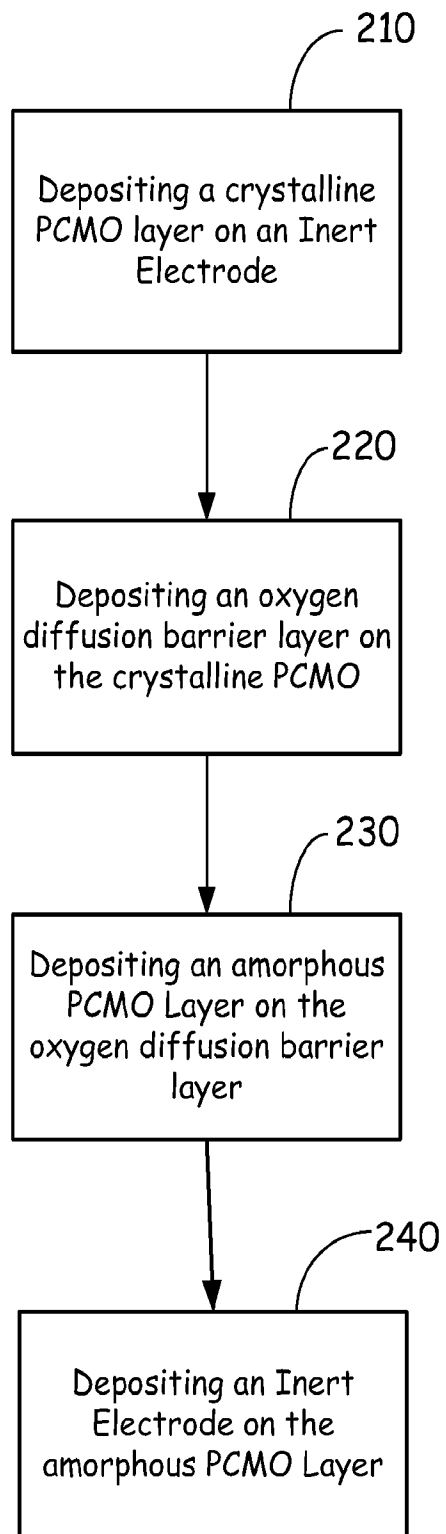 210
Depositing a crystalline
PCMO layer on an Inert
Electrode
220
Depositing an oxygen
diffusion barrier layer on
the crystalline PCMO
230
Depositing an amorphous
PCMO Layer on the
oxygen diffusion barrier
layer
240
Depositing an Inert
Electrode on the
amorphous PCMO Layer